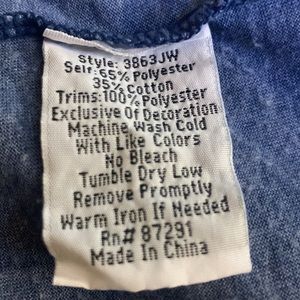 Style: 3863JW
Self: 65% Polyester
35% Cotton
Trims: 100% Polyester
Exclusive Of Decoration
Machine Wash Cold
With Like Colors
No Bleach
Tumble Dry Low
Remove Promptly
Warm Iron If Needed
Rn# 87291
Made In China